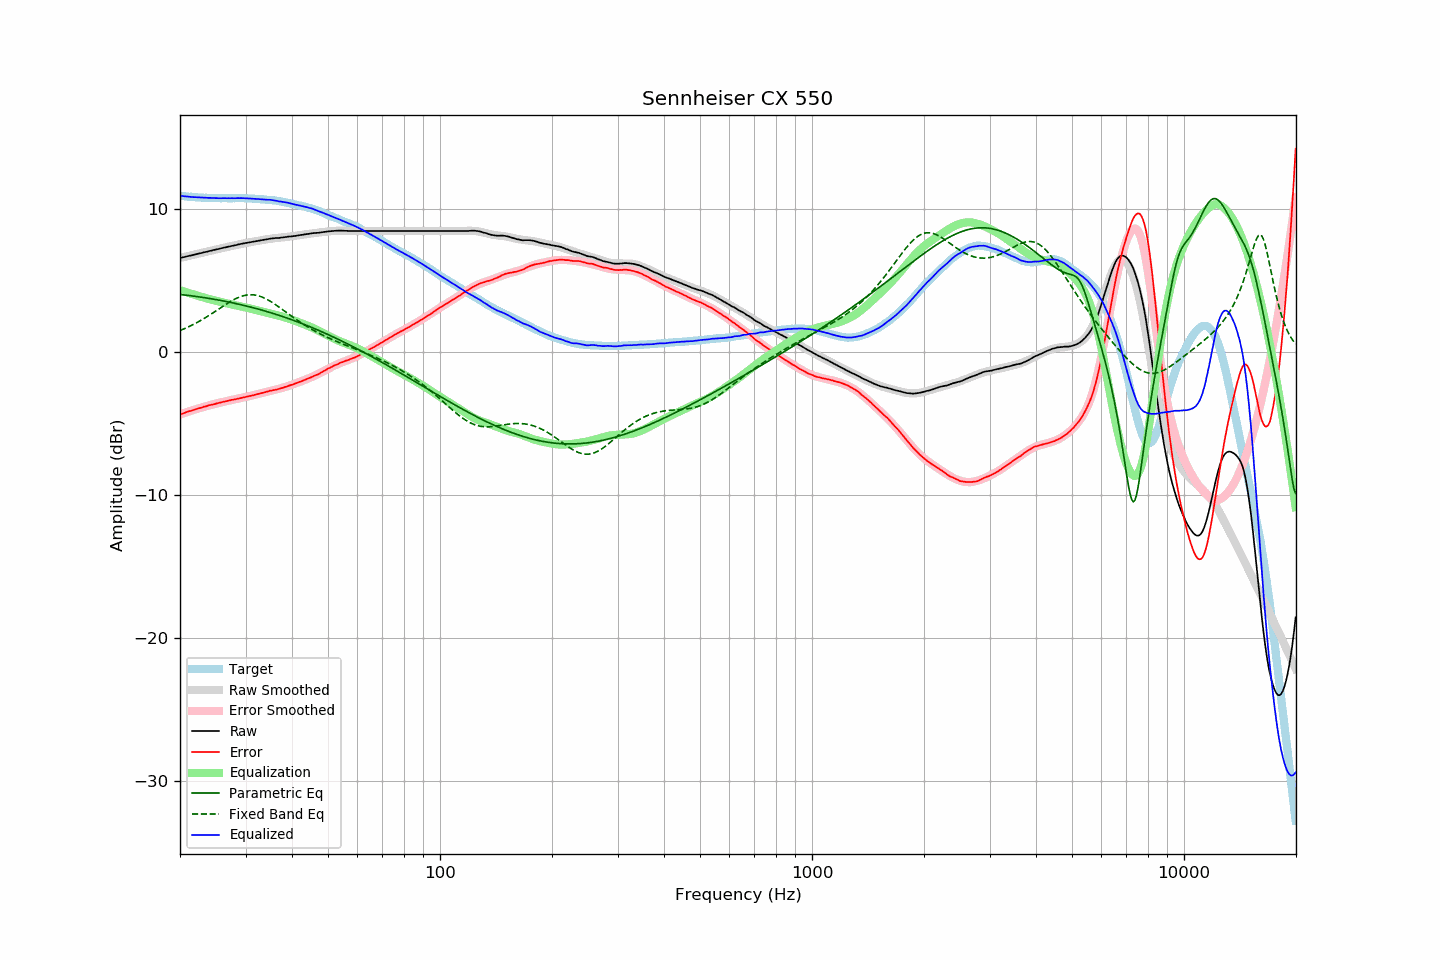 Sennheiser CX 550
10
0
−10
−20
−30
Amplitude (dBr)
Target
Raw Smoothed
Error Smoothed
Raw
Error
Equalization
Parametric Eq
Fixed Band Eq
Equalized
100
1000
10000
Frequency (Hz)